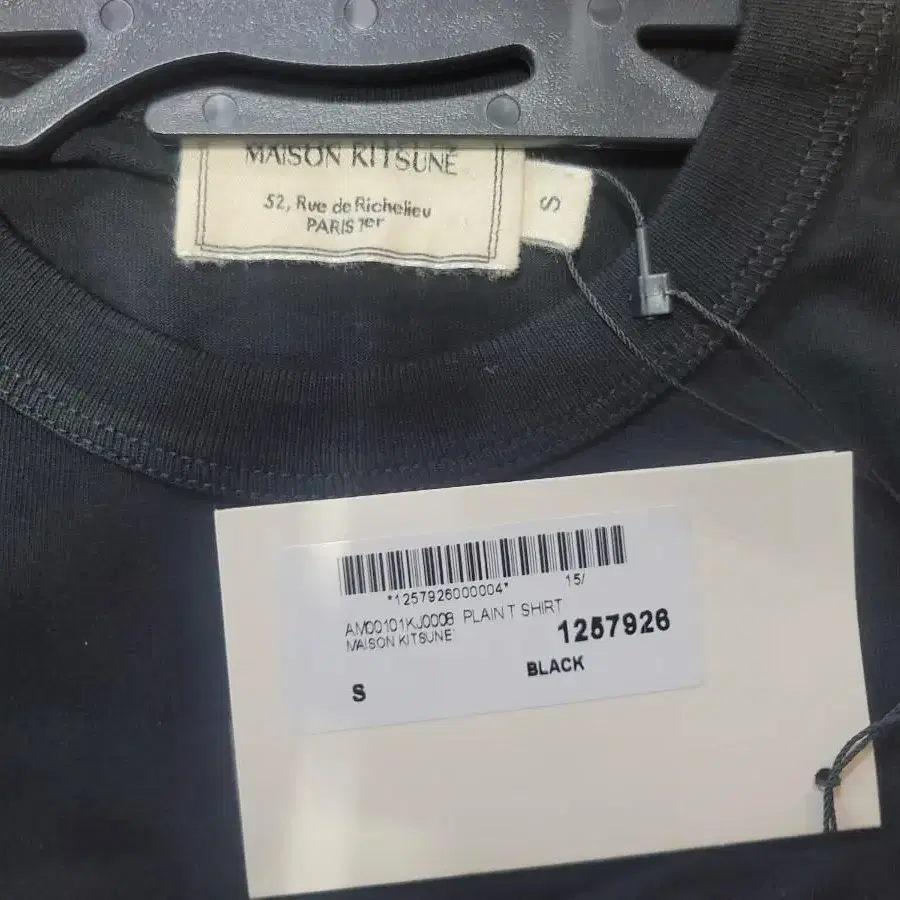 MAISON KITSUNÉ
52, Rue de Richelieu
PARIS 1er
S
*1257926000004* 15/
AM00101KJ0008 PLAIN T SHIRT
MAISON KITSUNE'
1257926
BLACK
S